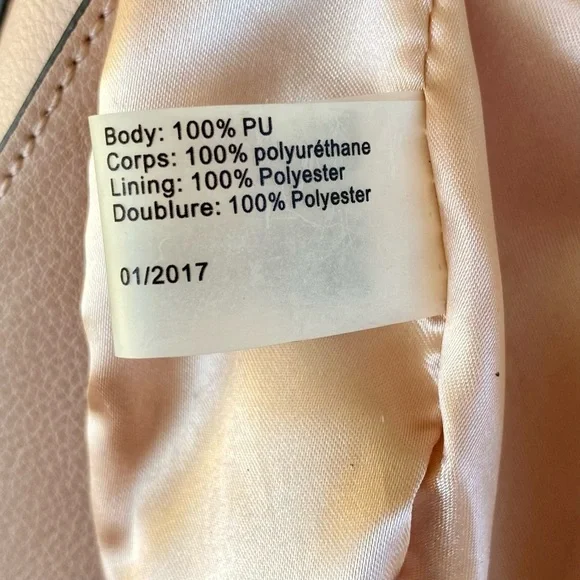 Body: 100% PU
Corps: 100% polyuréthane
Lining: 100% Polyester
Doublure: 100% Polyester
01/2017